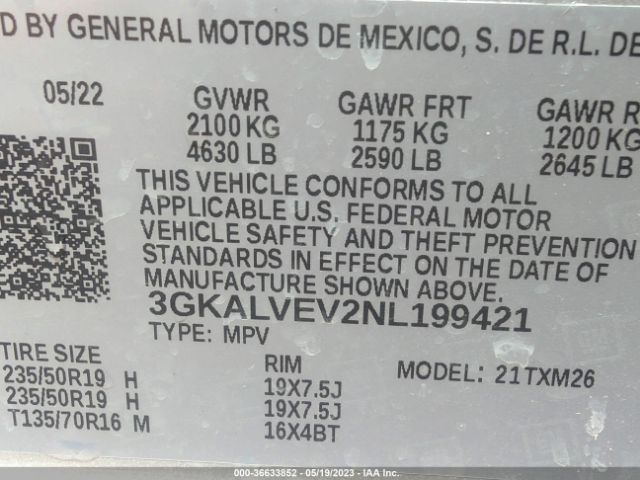 D BY GENERAL MOTORS DE MEXICO, S. DE R.L. DE
05/22 GVWR GAWR FRT GAWR R
2100 KG 1175 KG 1200 KG
4630 LB 2590 LB 2645 LB
THIS VEHICLE CONFORMS TO ALL
APPLICABLE U.S. FEDERAL MOTOR
VEHICLE SAFETY AND THEFT PREVENTION
STANDARDS IN EFFECT ON THE DATE OF
MANUFACTURE SHOWN ABOVE.
3GKALVEV2NL199421
TYPE: MPV
TIRE SIZE RIM MODEL: 21TXM26
235/50R19 H 19X7.5J
235/50R19 H 19X7.5J
T135/70R16 M 16X4BT
000-36633852 - 05/19/2023 - IAA Inc.